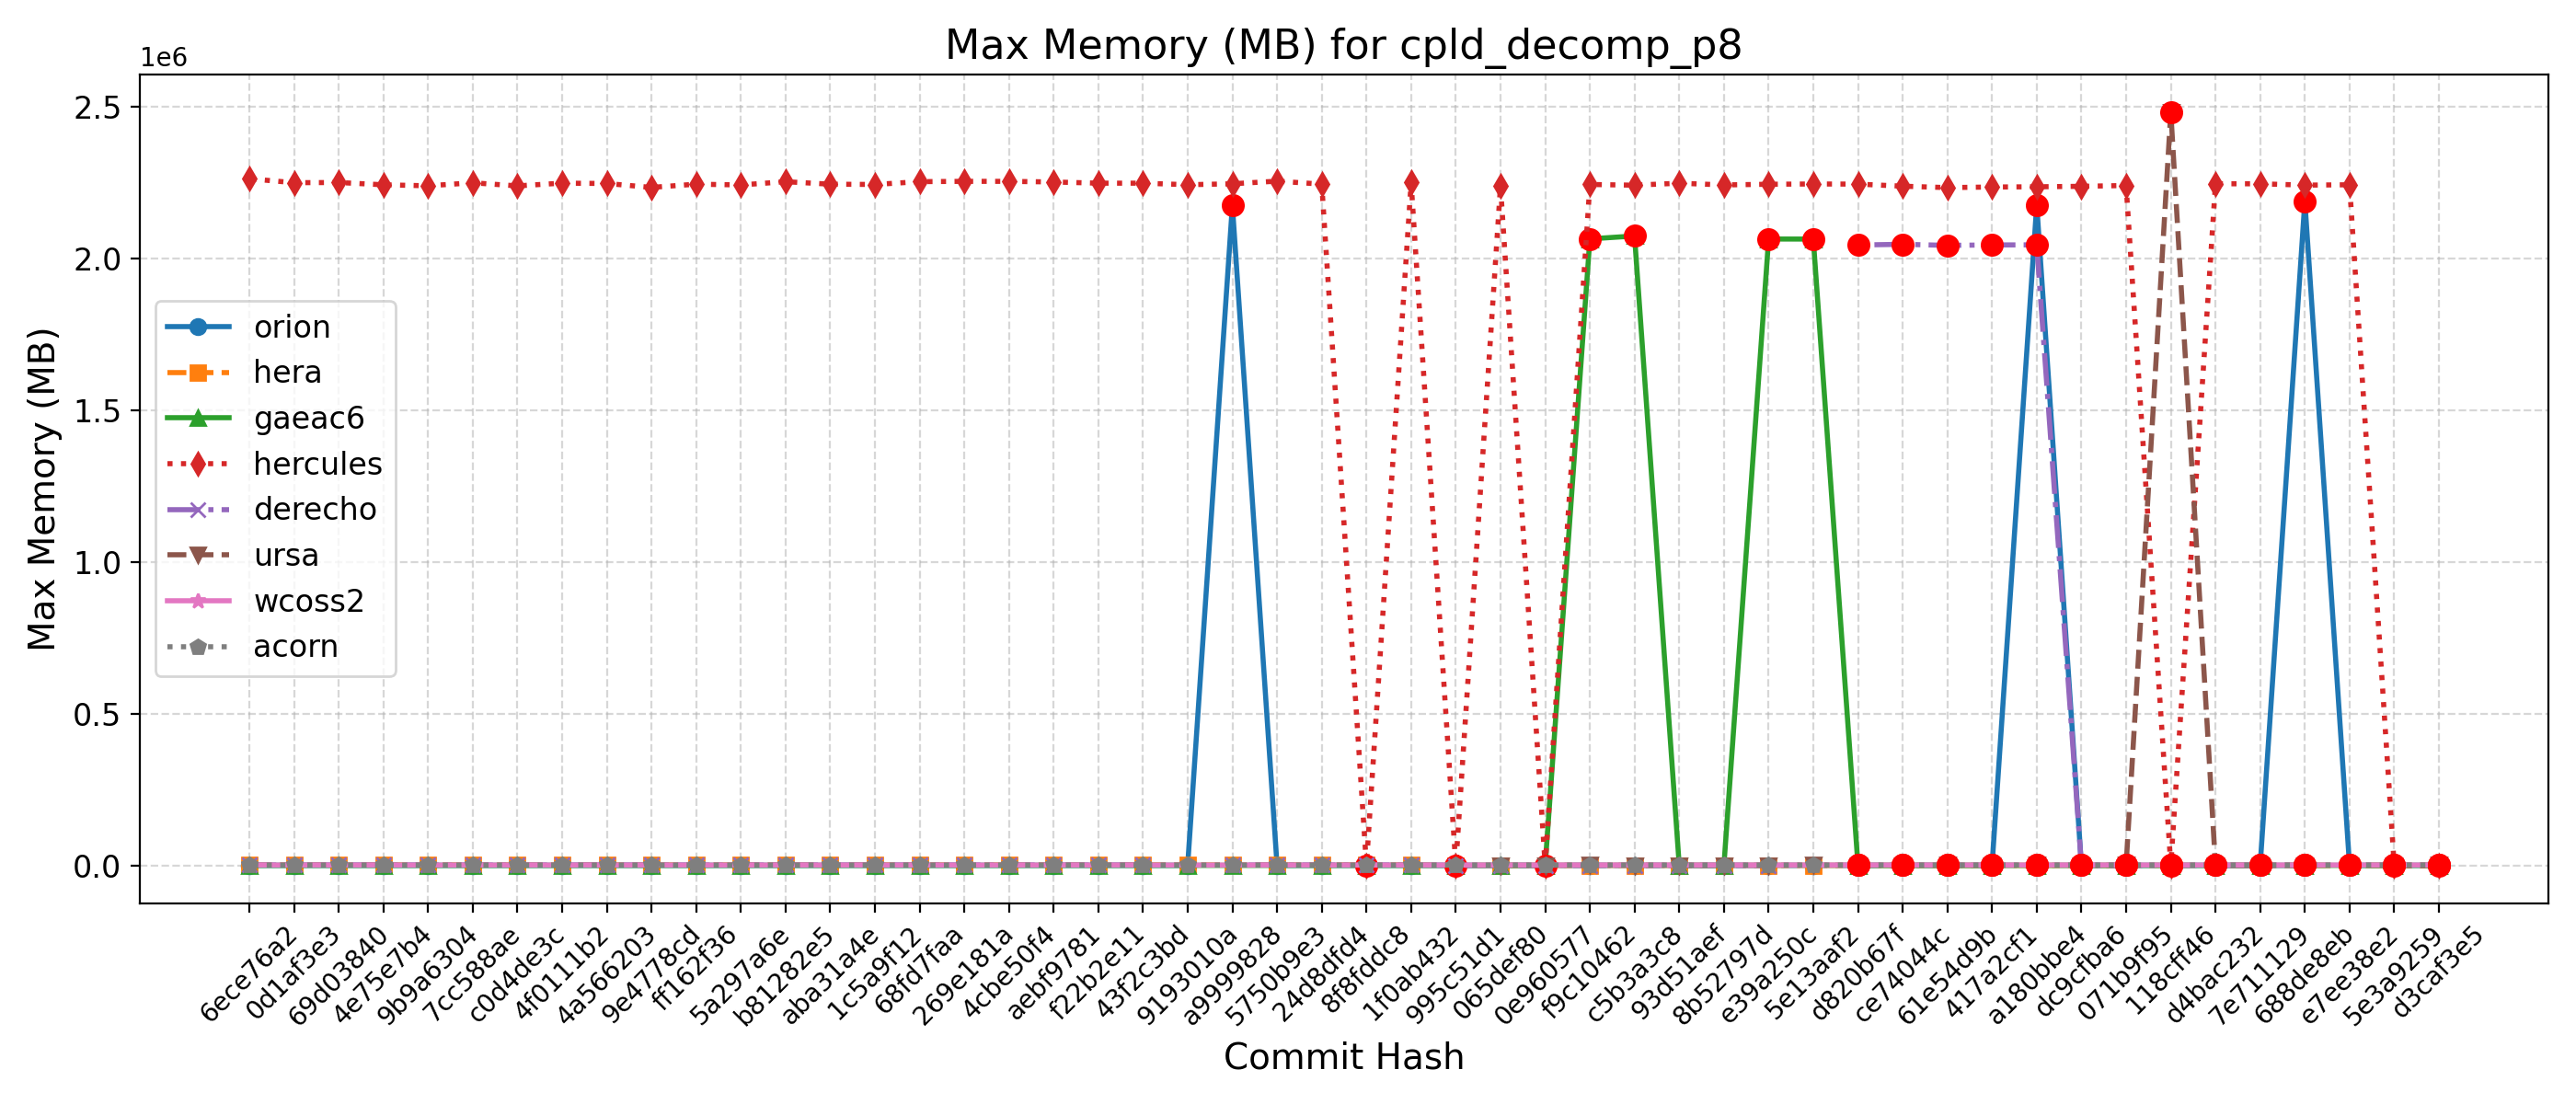 Max Memory (MB) for cpld_decomp_p8
1e6
2.5
2.0
1.5
1.0
0.5
0.0
Max Memory (MB)
orion
hera
gaeac6
hercules
derecho
ursa
wcoss2
acorn
6ece76a2
0d1af3e3
69d03840
4e75e7b4
9b9a6304
7cc588ae
c0d4de3c
4f0111b2
4a566203
9e4778cd
ff162f36
5a297a6e
b81282e5
aba31a4e
1c5a9f12
68fd7faa
269e181a
4cbe50f4
aebf9781
f22b2e11
43f2c3bd
9193010a
a9999828
5750b9e3
24d8dfd4
8f8fddc8
1f0ab432
995c51d1
065def80
0e960577
f9c10462
c5b3a3c8
93d51aef
8b52797d
e39a250c
5e13aaf2
d820b67f
ce74044c
61e54d9b
417a2cf1
a180bbe4
dc9cfba6
071b9f95
118cff46
d4bac232
7e711129
688de8eb
e7ee38e2
5e3a9259
d3caf3e5
Commit Hash